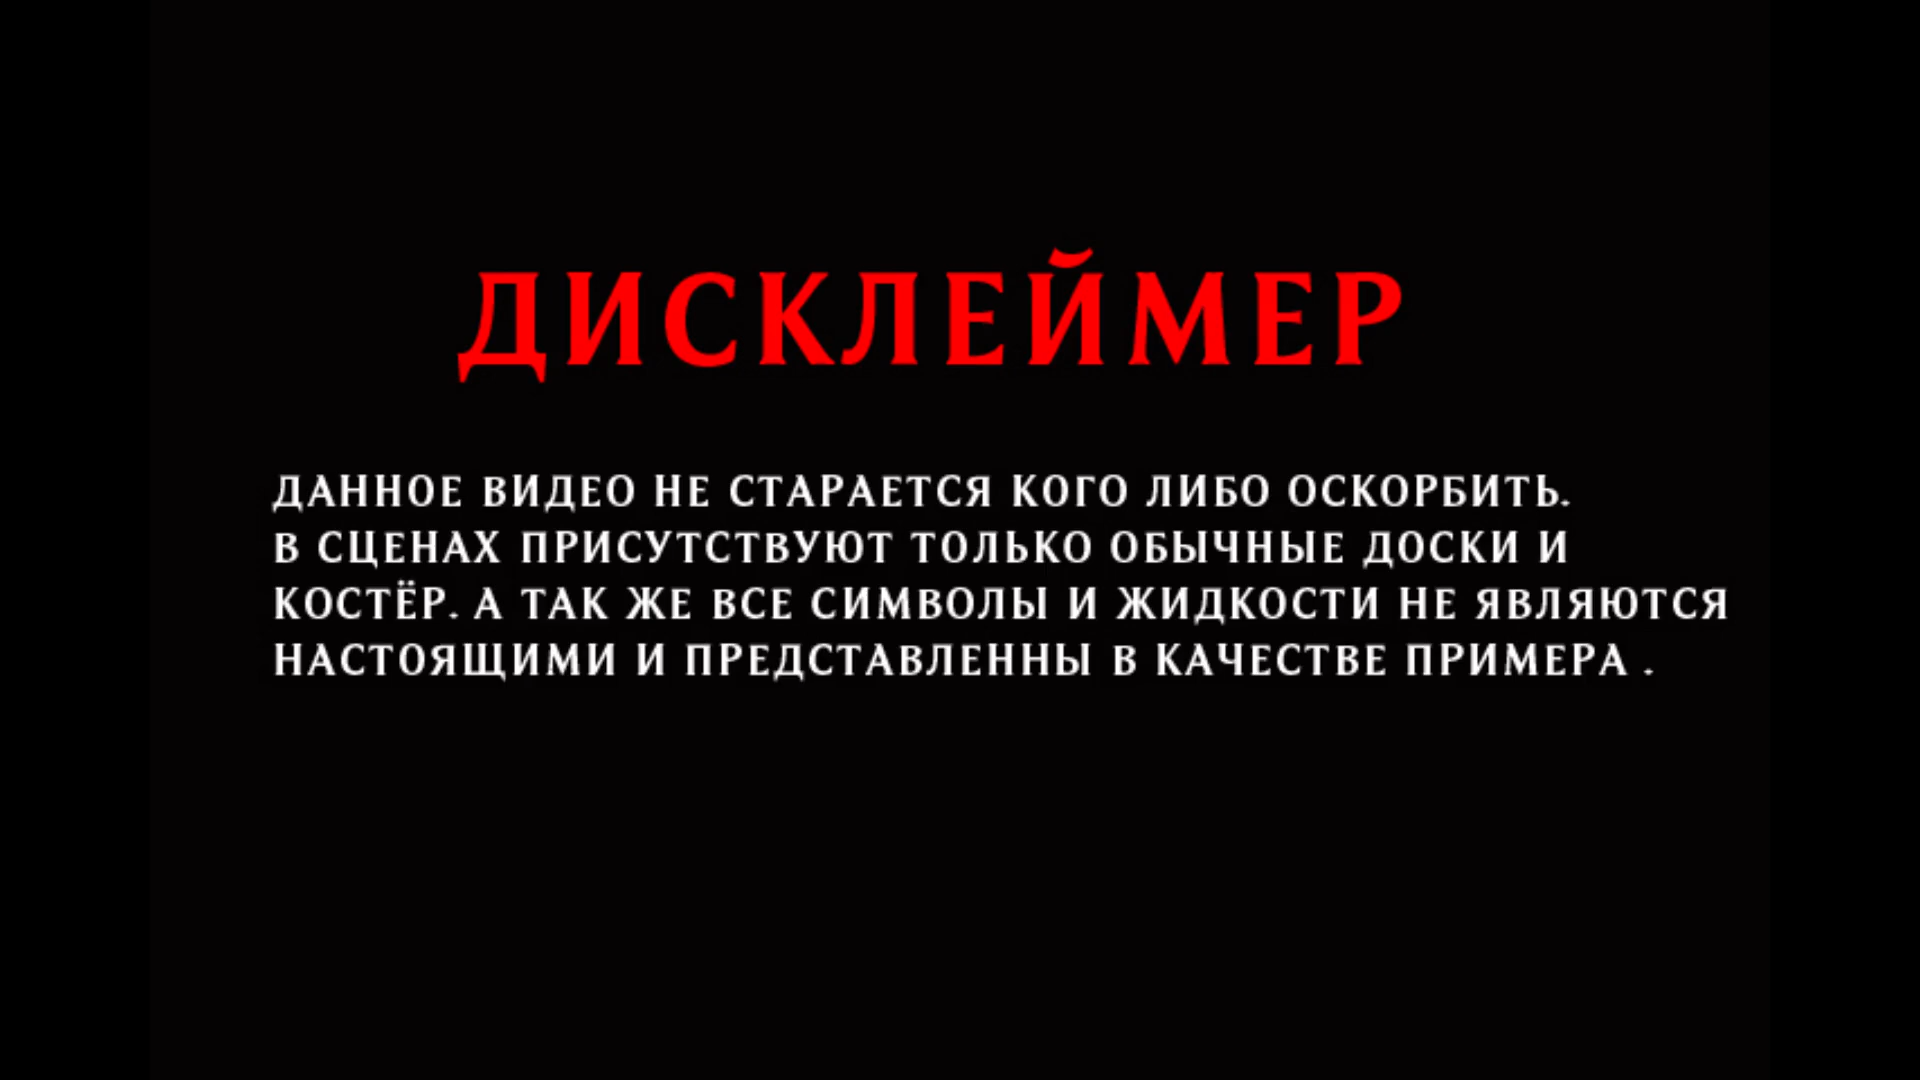 ДИСКЛЕЙМЕР
ДАННОЕ ВИДЕО НЕ СТАРАЕТСЯ КОГО ЛИБО ОСКОРБИТЬ.
В СЦЕНАХ ПРИСУТСТВУЮТ ТОЛЬКО ОБЫЧНЫЕ ДОСКИ И
КОСТЁР. А ТАК ЖЕ ВСЕ СИМВОЛЫ И ЖИДКОСТИ НЕ ЯВЛЯЮТСЯ
НАСТОЯЩИМИ И ПРЕДСТАВЛЕННЫ В КАЧЕСТВЕ ПРИМЕРА .